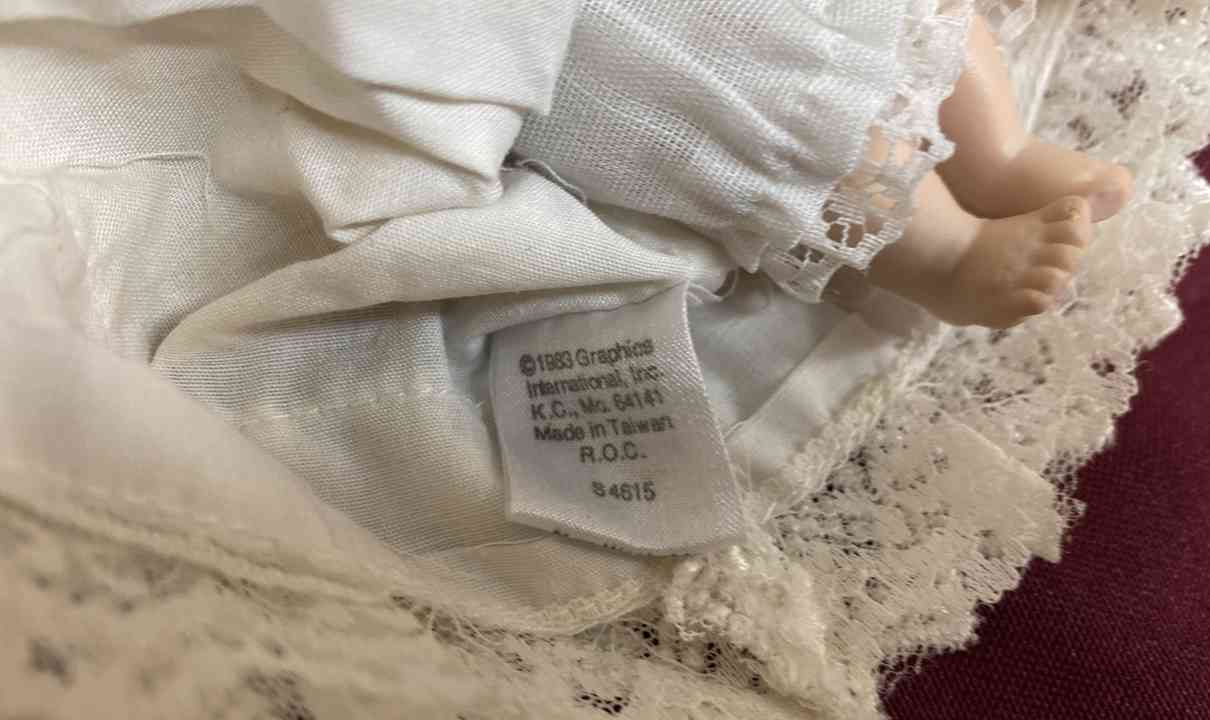 ©1983 Graphics
International, Inc.
K.C., Mo. 64141
Made in Taiwan
R.O.C.
S4615